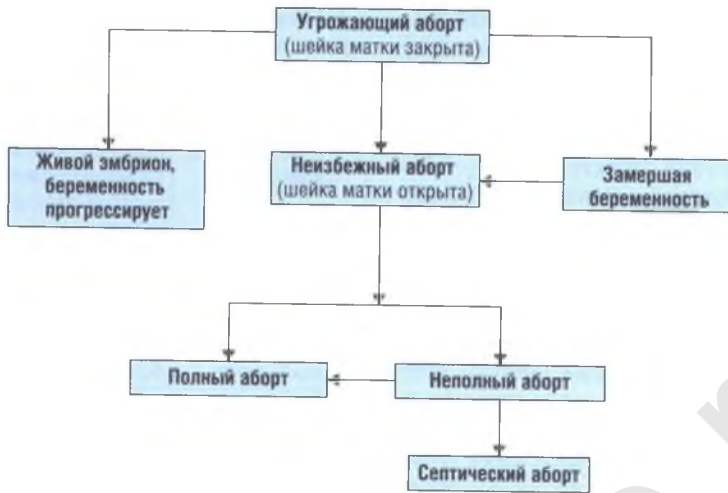 Угрожающий аборт
(шейка матки закрыта)
Живой эмбрион,
беременность
прогрессирует
Неизбежный аборт
(шейка матки открыта)
Замершая
беременность
Полный аборт
Неполный аборт
Септический аборт